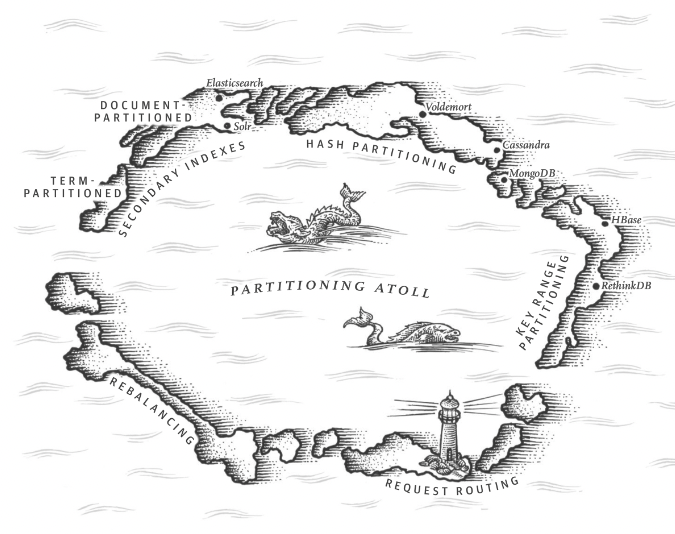 Elasticsearch
DOCUMENT-
PARTITIONED
Solr
Voldemort
SECONDARY INDEXES
HASH PARTITIONING
Cassandra
TERM-
PARTITIONED
MongoDB
HBase
PARTITIONING ATOLL
KEY RANGE
PARTITIONING
RethinkDB
REBALANCING
REQUEST ROUTING